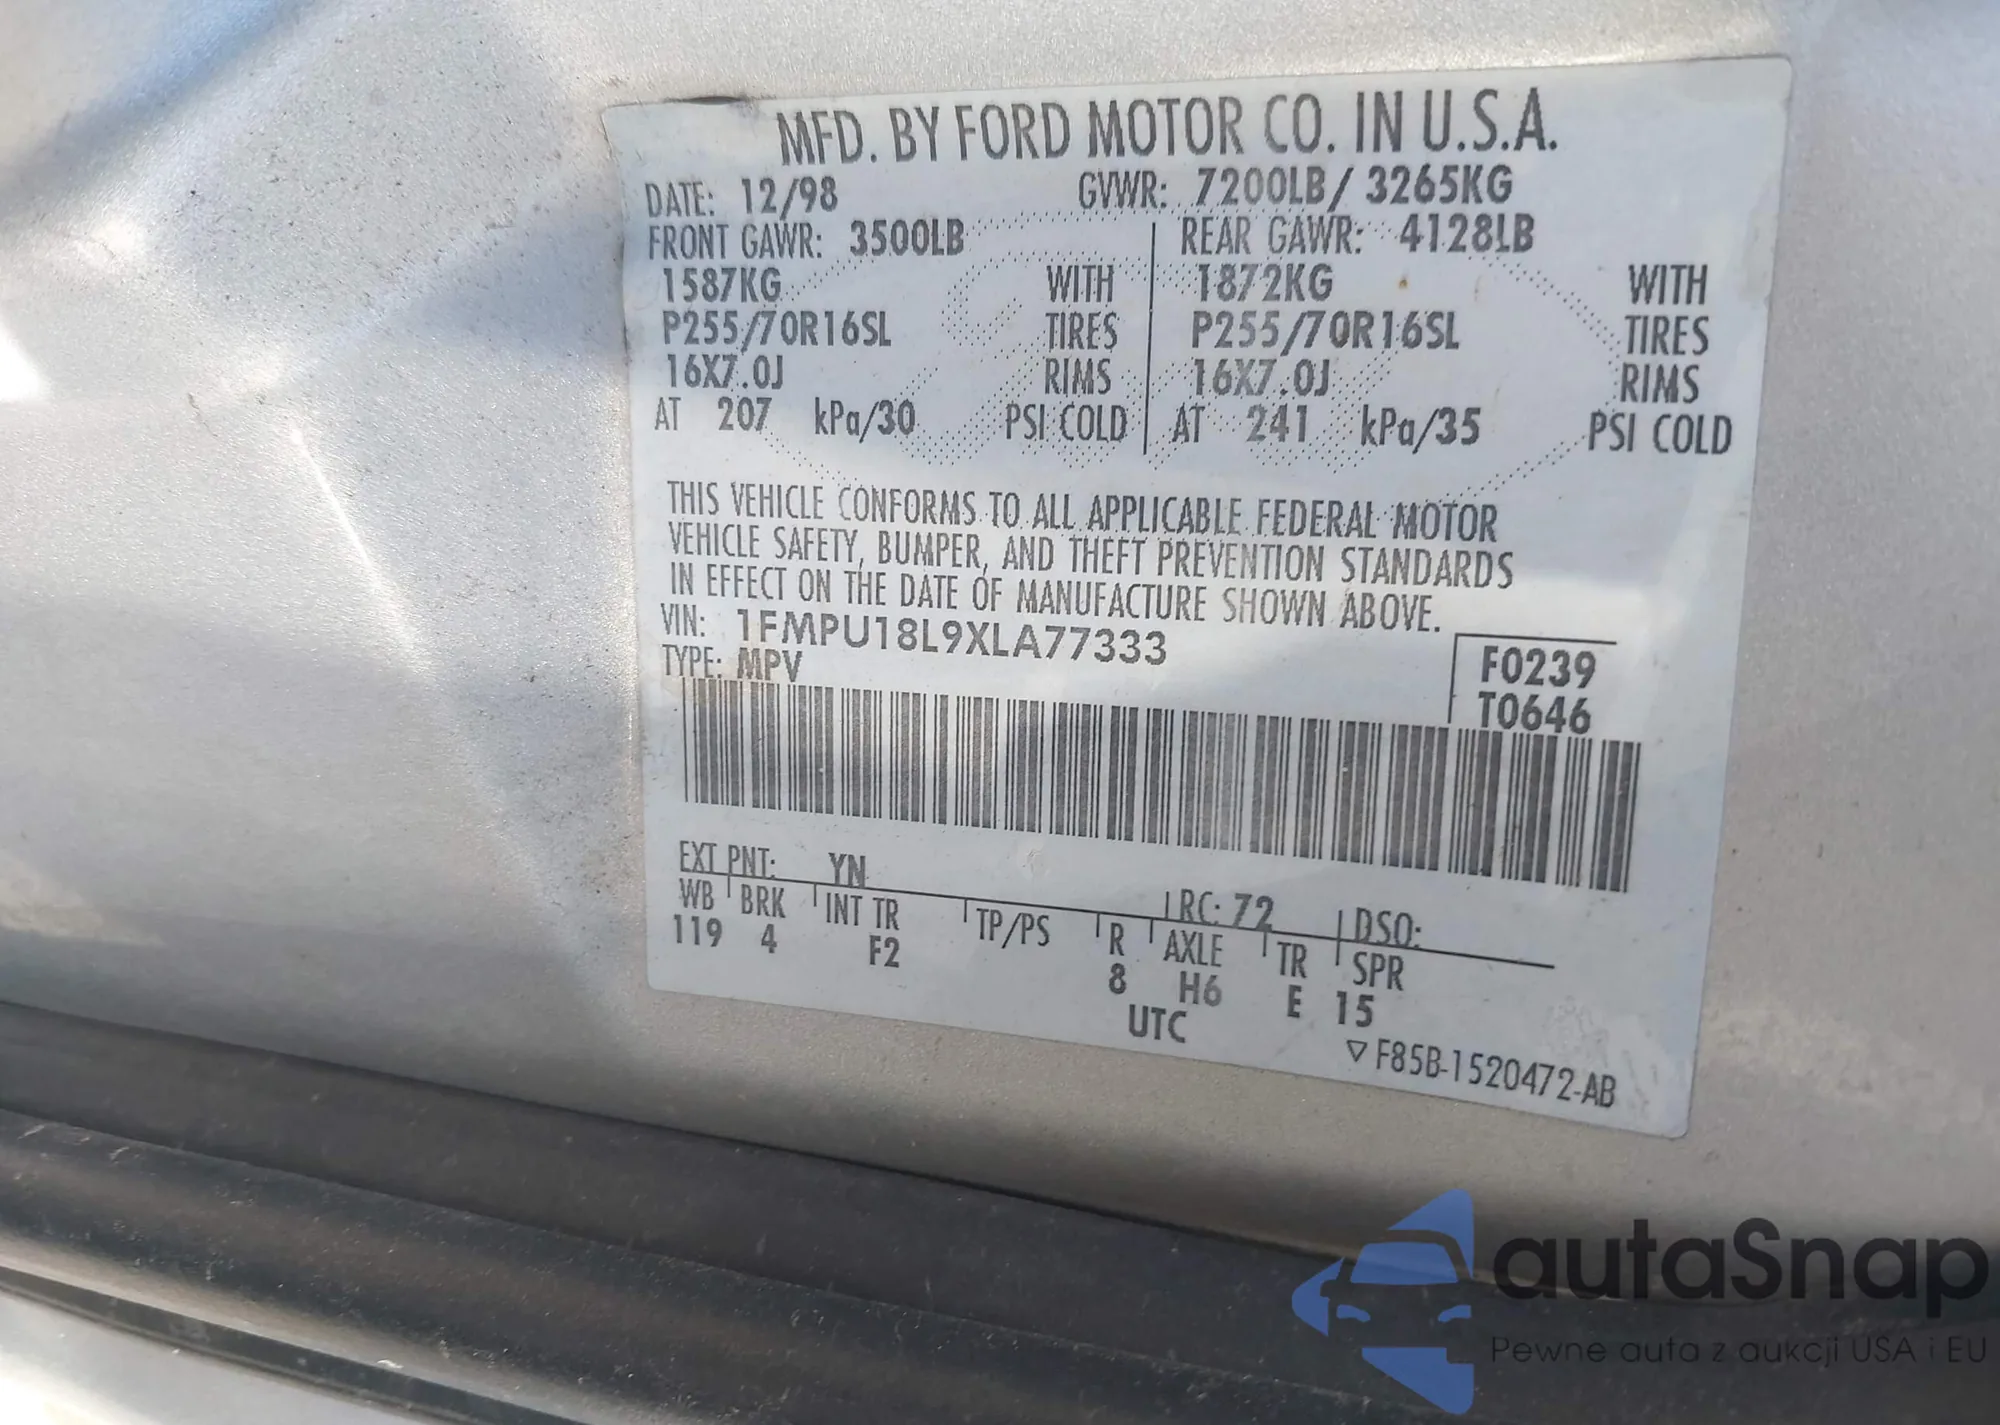 MFD. BY FORD MOTOR CO. IN U.S.A.
DATE: 12/98 GVWR: 7200LB/ 3265KG
FRONT GAWR: 3500LB REAR GAWR: 4128LB
1587KG WITH 1872KG WITH
P255/70R16SL TIRES P255/70R16SL TIRES
16X7.0J RIMS 16X7.0J RIMS
AT 207 kPa/30 PSI COLD AT 241 kPa/35 PSI COLD
THIS VEHICLE CONFORMS TO ALL APPLICABLE FEDERAL MOTOR
VEHICLE SAFETY, BUMPER, AND THEFT PREVENTION STANDARDS
IN EFFECT ON THE DATE OF MANUFACTURE SHOWN ABOVE.
VIN: 1FMPU18L9XLA77333
TYPE: MPV
F0239
T0646
EXT PNT: YN RC: 72 DSO:
WB BRK INT TR TP/PS R AXLE TR SPR
119 4 F2 8 H6 E 15
UTC
▽ F85B-1520472-AB
autaSnap
Pewne auta z aukcji USA i EU